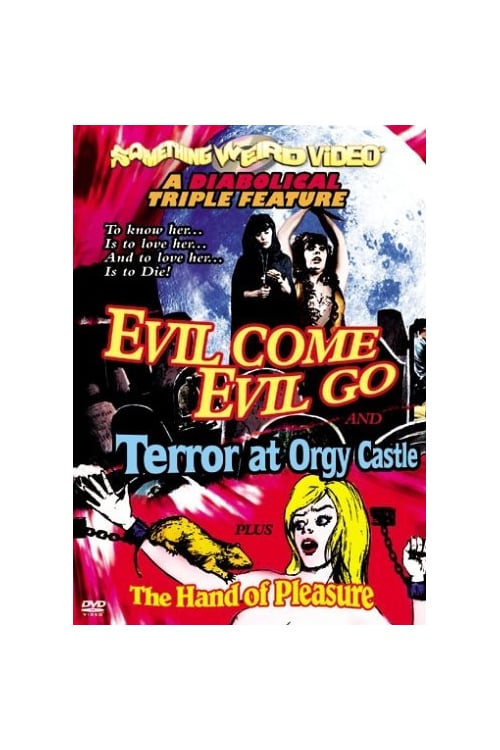 SOMETHING WEIRD VIDEO®
A DIABOLICAL
TRIPLE FEATURE
To know her...
Is to love her...
And to love her...
Is to Die!
EVIL COME
EVIL GO
AND
Terror at Orgy Castle
PLUS
The Hand of Pleasure
DVD
VIDEO